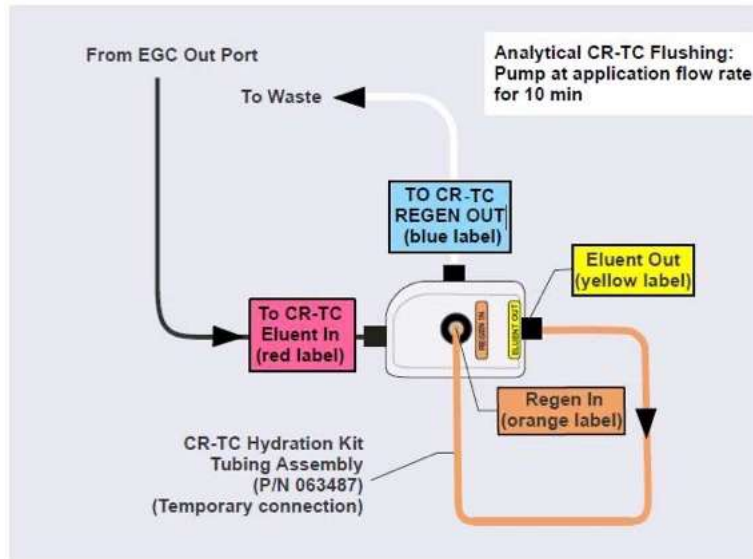 From EGC Out Port
Analytical CR-TC Flushing:
Pump at application flow rate
for 10 min
To Waste
TO CR-TC
REGEN OUT
(blue label)
Eluent Out
(yellow label)
To CR-TC
Eluent In
(red label)
REGEN IN
ELUENT OUT
Regen In
(orange label)
CR-TC Hydration Kit
Tubing Assembly
(P/N 063487)
(Temporary connection)